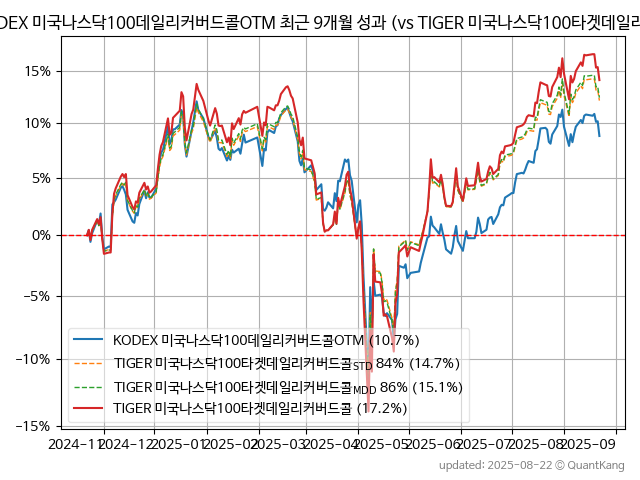 DEX 미국나스닥100데일리커버드콜OTM 최근 9개월 성과 (vs TIGER 미국나스닥100타겟데일리
15%
10%
5%
0%
−5%
−10%
−15%
KODEX 미국나스닥100데일리커버드콜OTM (10.7%)
TIGER 미국나스닥100타겟데일리커버드콜STD 84% (14.7%)
TIGER 미국나스닥100타겟데일리커버드콜MDD 86% (15.1%)
TIGER 미국나스닥100타겟데일리커버드콜 (17.2%)
2024-11 2024-12 2025-01 2025-02 2025-03 2025-04 2025-05 2025-06 2025-07 2025-08 2025-09
updated: 2025-08-22 © QuantKang